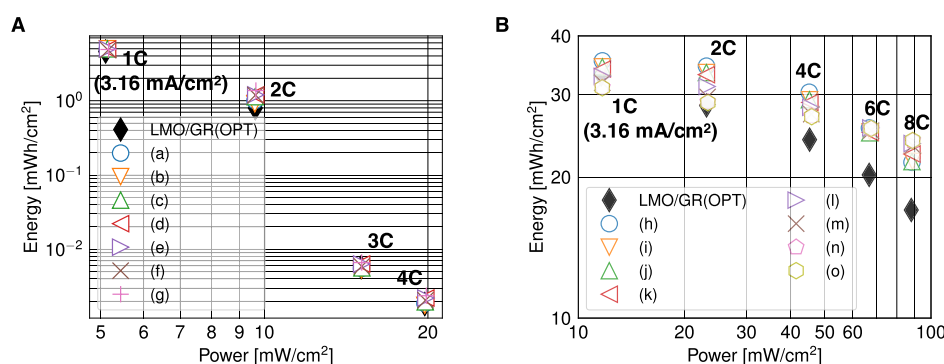 A
B
Energy [mWh/cm²]
10⁰
10⁻¹
10⁻²
1C
(3.16 mA/cm²)
2C
3C
4C
LMO/GR(OPT)
(a)
(b)
(c)
(d)
(e)
(f)
(g)
5 6 7 8 9 10 20
Power [mW/cm²]
Energy [mWh/cm²]
40
30
20
10
2C
4C
6C
8C
1C
(3.16 mA/cm²)
LMO/GR(OPT)
(h)
(i)
(j)
(k)
(l)
(m)
(n)
(o)
10 20 30 40 50 60 100
Power [mW/cm²]